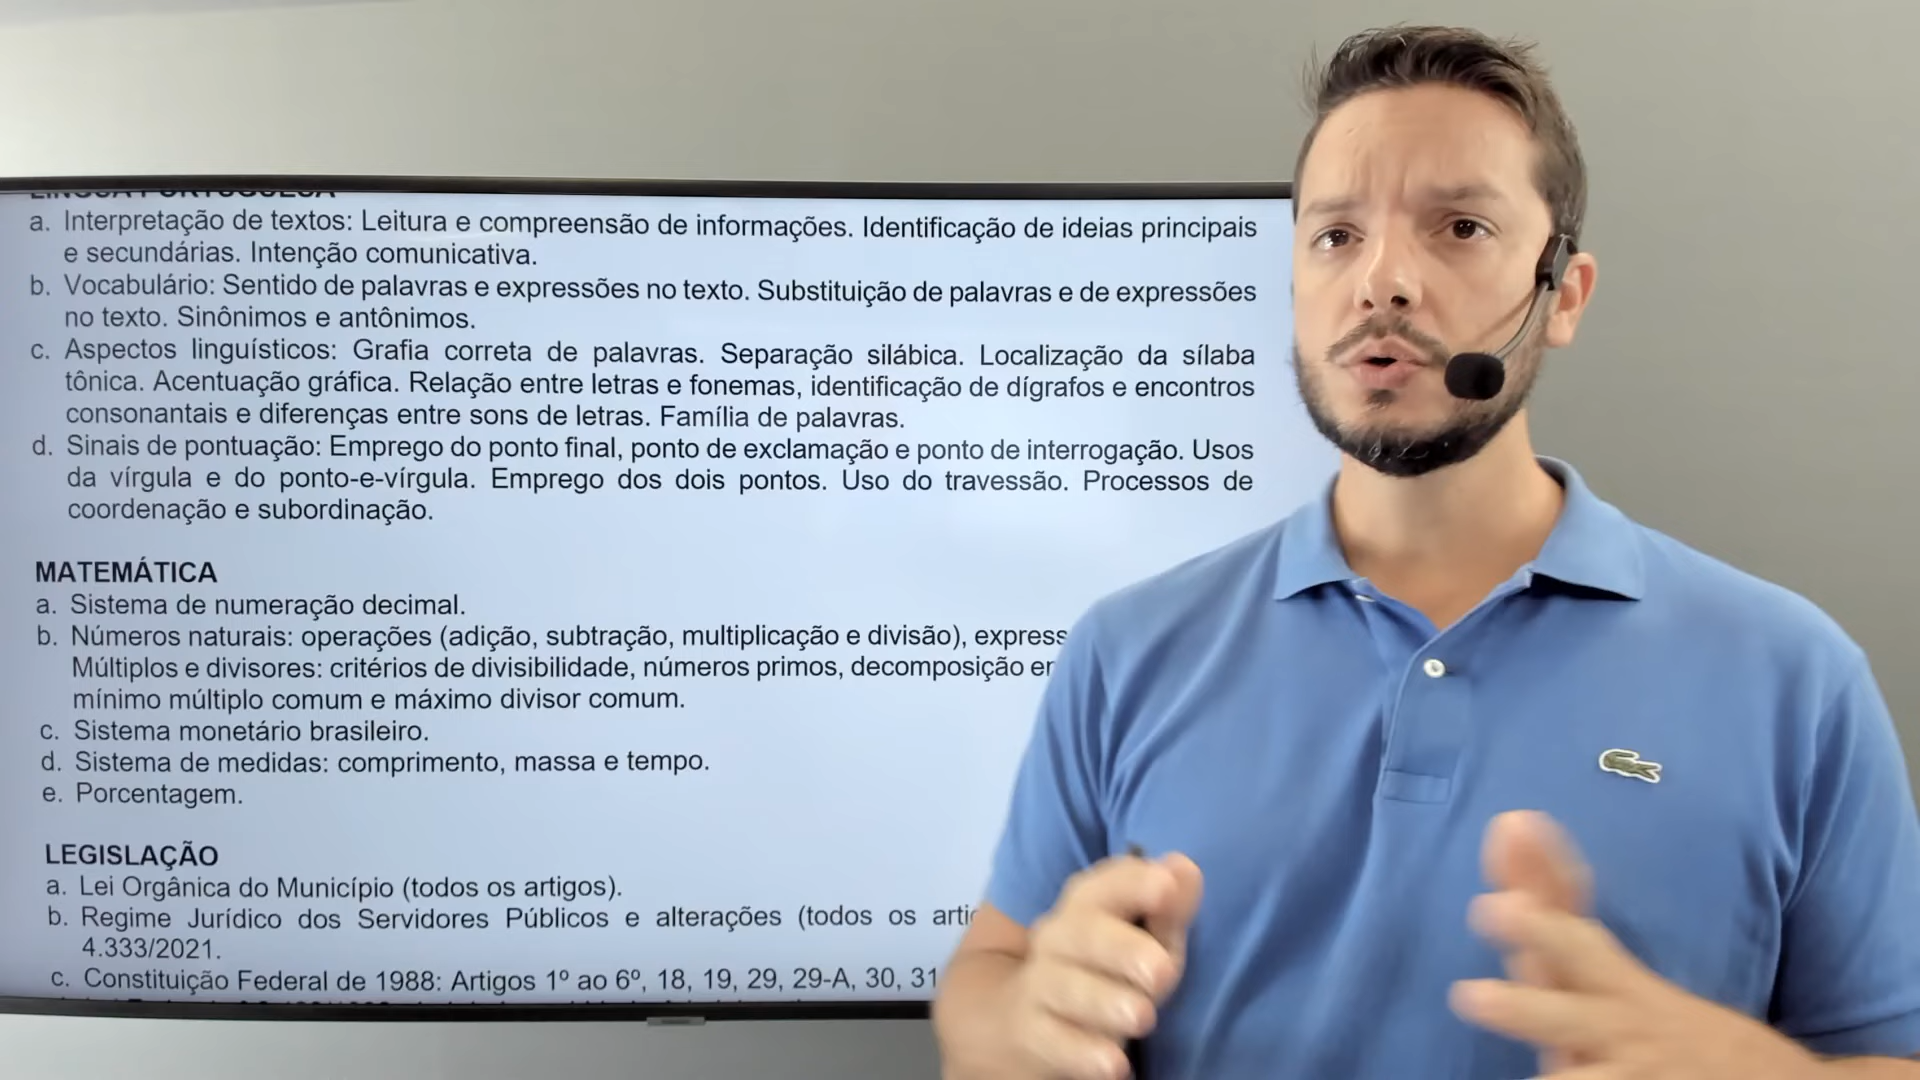 LÍNGUA PORTUGUESA
a. Interpretação de textos: Leitura e compreensão de informações. Identificação de ideias principais
e secundárias. Intenção comunicativa.
b. Vocabulário: Sentido de palavras e expressões no texto. Substituição de palavras e de expressões
no texto. Sinônimos e antônimos.
c. Aspectos linguísticos: Grafia correta de palavras. Separação silábica. Localização da sílaba
tônica. Acentuação gráfica. Relação entre letras e fonemas, identificação de dígrafos e encontros
consonantais e diferenças entre sons de letras. Família de palavras.
d. Sinais de pontuação: Emprego do ponto final, ponto de exclamação e ponto de interrogação. Usos
da vírgula e do ponto-e-vírgula. Emprego dos dois pontos. Uso do travessão. Processos de
coordenação e subordinação.
MATEMÁTICA
a. Sistema de numeração decimal.
b. Números naturais: operações (adição, subtração, multiplicação e divisão), express
Múltiplos e divisores: critérios de divisibilidade, números primos, decomposição
mínimo múltiplo comum e máximo divisor comum.
c. Sistema monetário brasileiro.
d. Sistema de medidas: comprimento, massa e tempo.
e. Porcentagem.
LEGISLAÇÃO
a. Lei Orgânica do Município (todos os artigos).
b. Regime Jurídico dos Servidores Públicos e alterações (todos os
4.333/2021.
c. Constituição Federal de 1988: Artigos 1º ao 6º, 18, 19, 29, 29-A, 30, 31